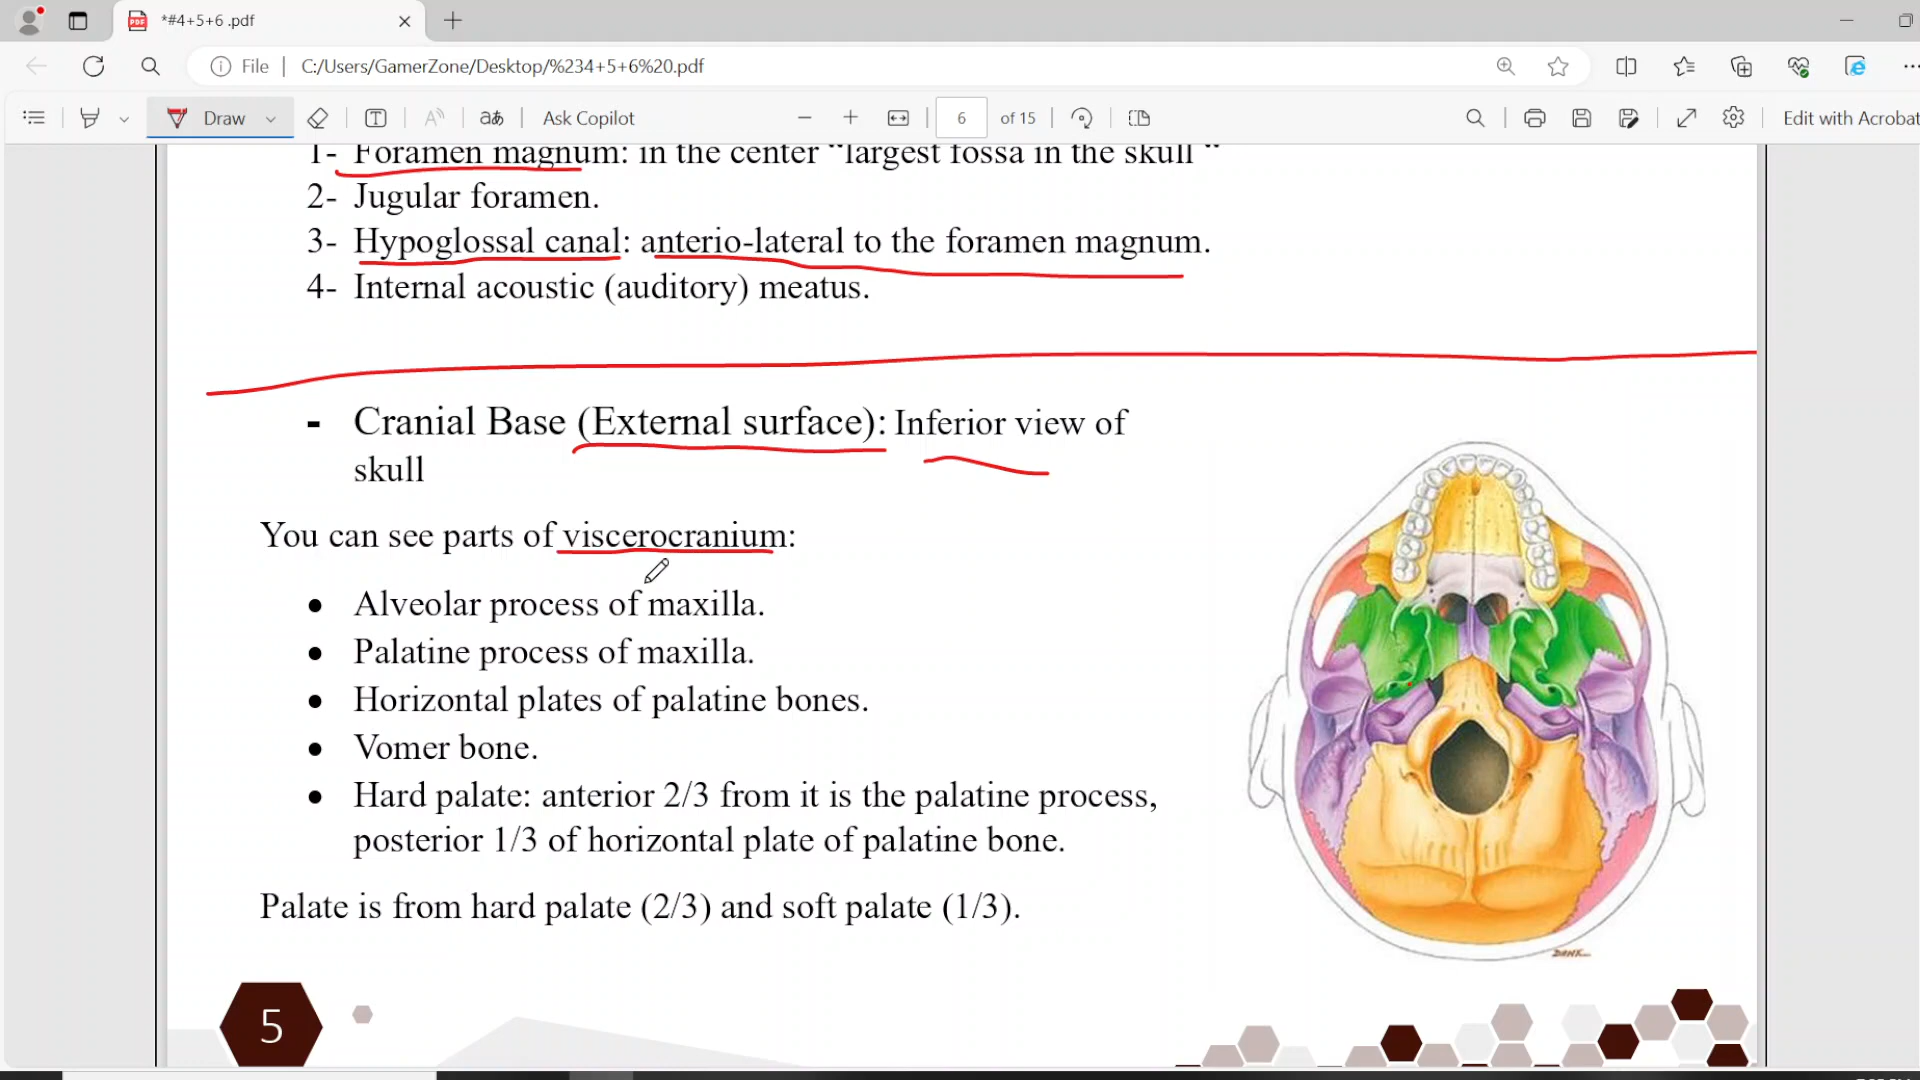 *#4+5+6 .pdf
File
C:/Users/GamerZone/Desktop/%234+5+6%20.pdf
Draw
Ask Copilot
6
of 15
Edit with Acrobat
1- Foramen magnum: in the center "largest fossa in the skull "
2- Jugular foramen.
3- Hypoglossal canal: anterio-lateral to the foramen magnum.
4- Internal acoustic (auditory) meatus.
- Cranial Base (External surface): Inferior view of
skull
You can see parts of viscerocranium:
• Alveolar process of maxilla.
• Palatine process of maxilla.
• Horizontal plates of palatine bones.
• Vomer bone.
• Hard palate: anterior 2/3 from it is the palatine process,
posterior 1/3 of horizontal plate of palatine bone.
Palate is from hard palate (2/3) and soft palate (1/3).
5